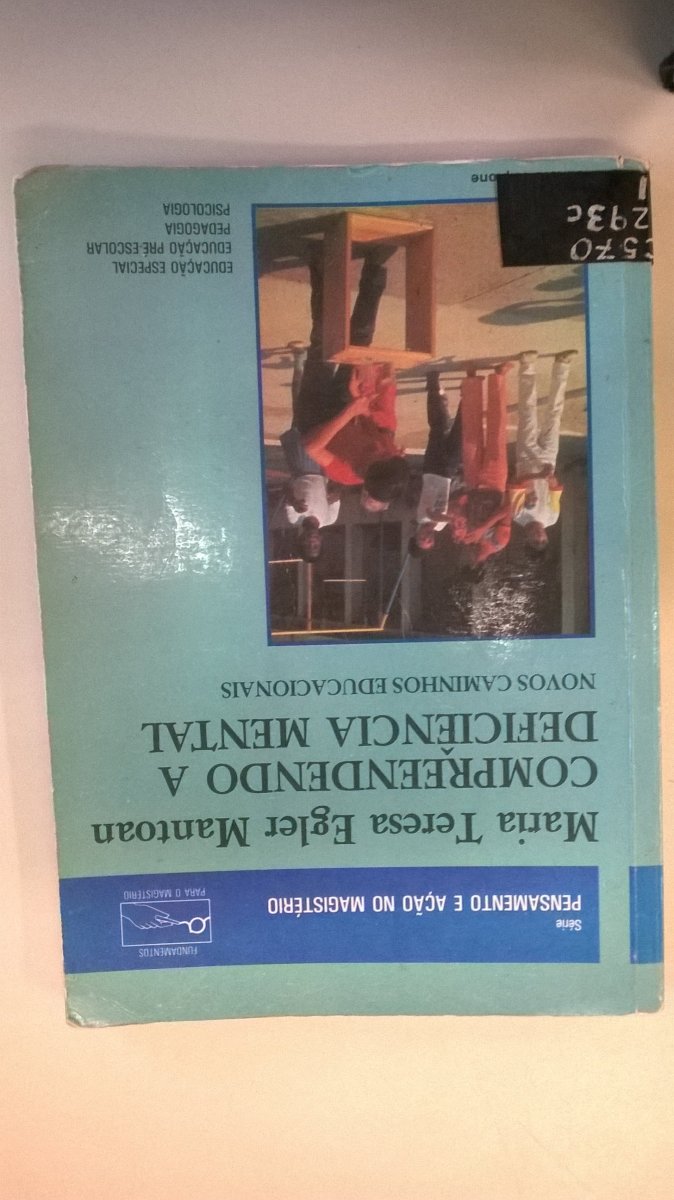 Série
PENSAMENTO E AÇÃO NO MAGISTÉRIO
FUNDAMENTOS
PARA O MAGISTÉRIO
Maria Teresa Egler Mantoan
COMPREENDENDO A
DEFICIÊNCIA MENTAL
NOVOS CAMINHOS EDUCACIONAIS
EDUCAÇÃO ESPECIAL
EDUCAÇÃO PRÉ-ESCOLAR
PEDAGOGIA
PSICOLOGIA
570
293c